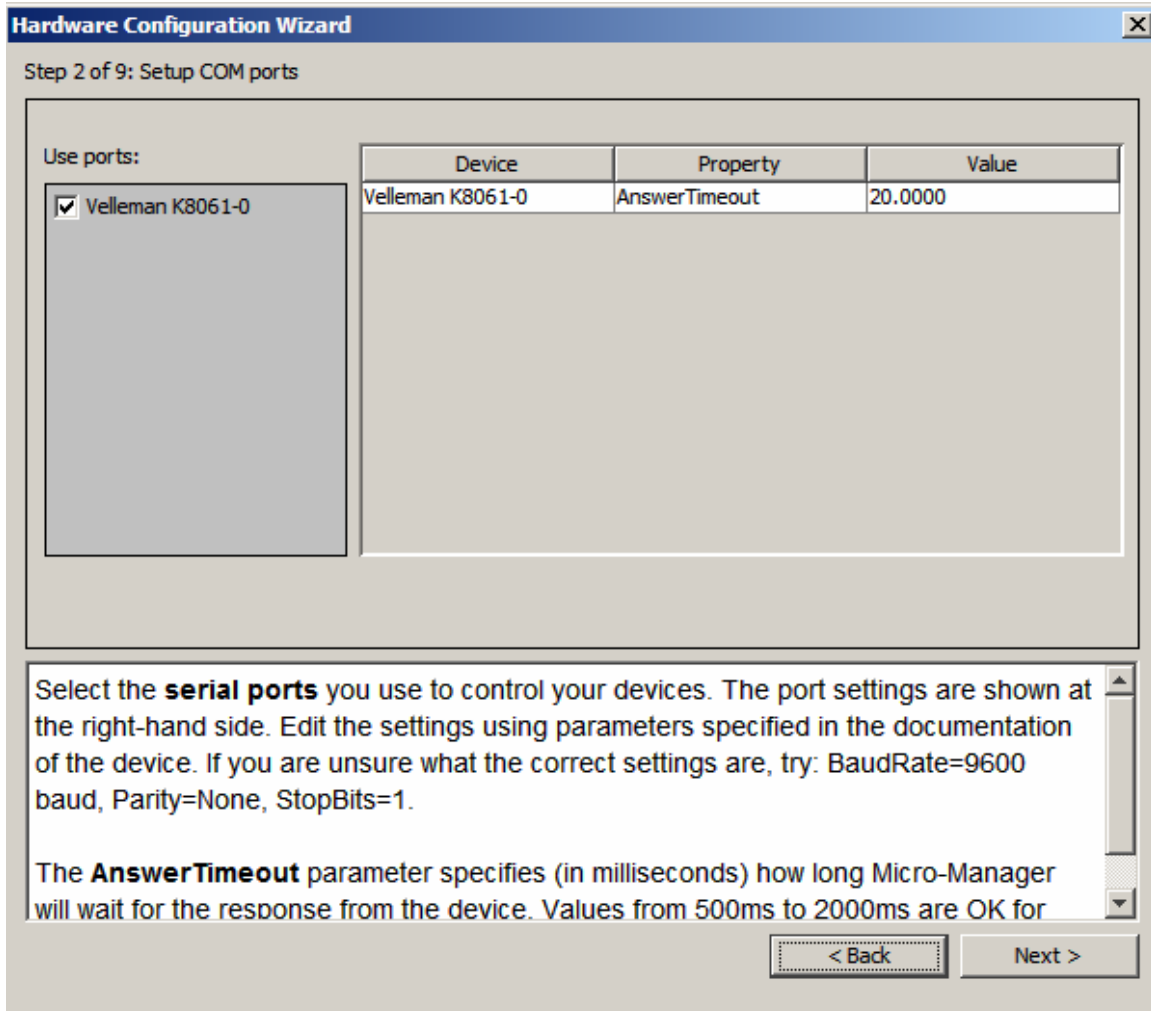 Hardware Configuration Wizard
Step 2 of 9: Setup COM ports
Use ports:
Velleman K8061-0
Device Property Value
Velleman K8061-0 AnswerTimeout 20.0000
Select the serial ports you use to control your devices. The port settings are shown at
the right-hand side. Edit the settings using parameters specified in the documentation
of the device. If you are unsure what the correct settings are, try: BaudRate=9600
baud, Parity=None, StopBits=1.
The AnswerTimeout parameter specifies (in milliseconds) how long Micro-Manager
will wait for the response from the device. Values from 500ms to 2000ms are OK for
< Back Next >